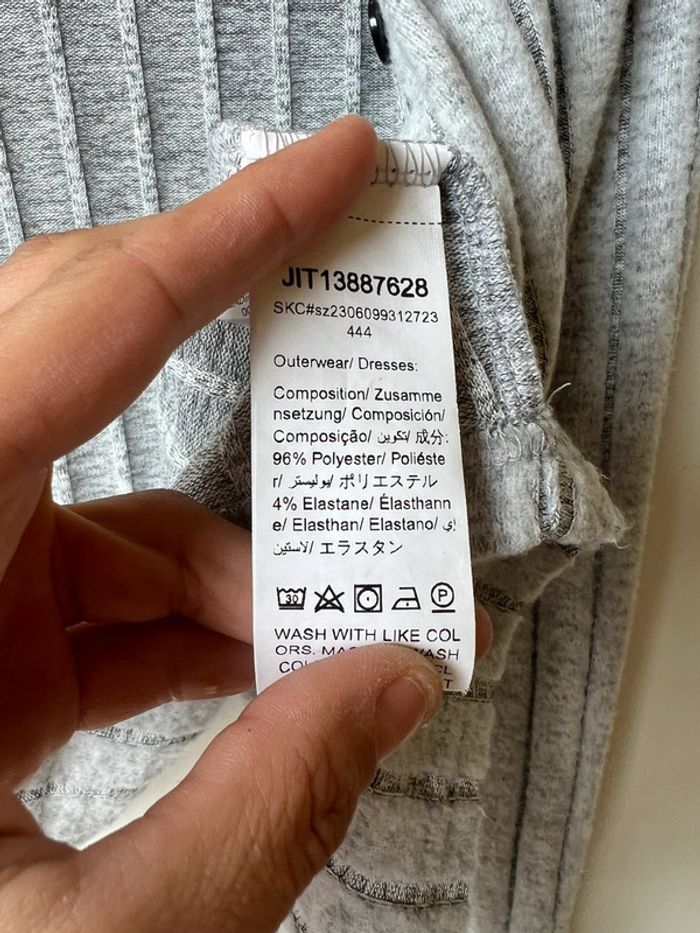 JIT13887628
SKC#sz2306099312723
444
Outerwear/ Dresses:
Composition/ Zusamme
nsetzung/ Composición/
Composição/ تكوين/ 成分:
96% Polyester/ Poliéste
r/ بوليستر/ ポリエステル
4% Elastane/ Élasthann
e/ Elasthan/ Elastano/ إي
لاستين/ エラスタン
30
P
WASH WITH LIKE COL
ORS. WASH